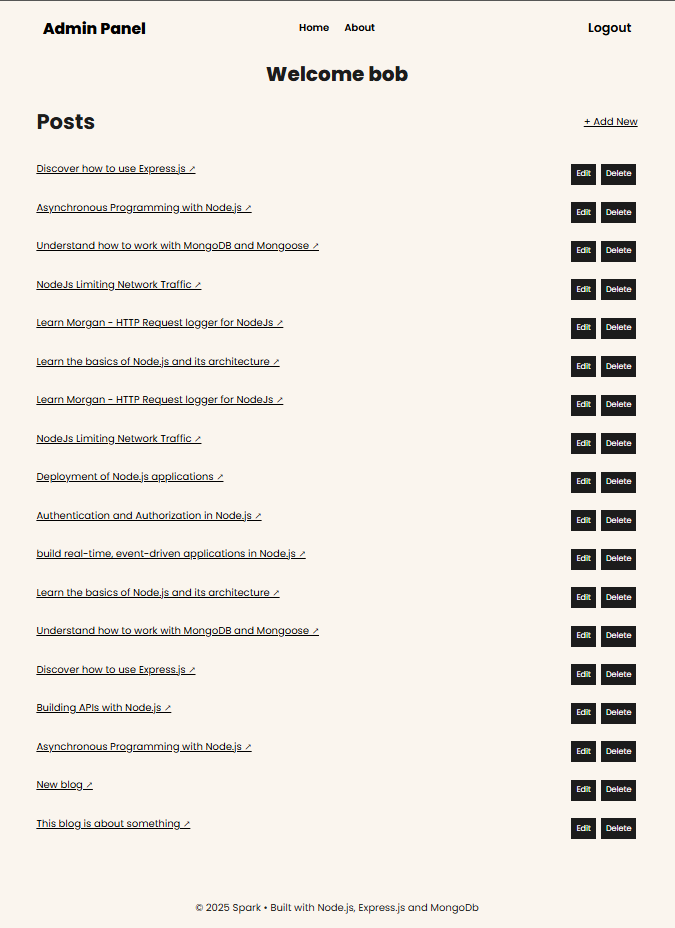 Admin Panel Home About Logout
Welcome bob
Posts + Add New
Discover how to use Express.js ↗ Edit Delete
Asynchronous Programming with Node.js ↗ Edit Delete
Understand how to work with MongoDB and Mongoose ↗ Edit Delete
NodeJs Limiting Network Traffic ↗ Edit Delete
Learn Morgan - HTTP Request logger for NodeJs ↗ Edit Delete
Learn the basics of Node.js and its architecture ↗ Edit Delete
Learn Morgan - HTTP Request logger for NodeJs ↗ Edit Delete
NodeJs Limiting Network Traffic ↗ Edit Delete
Deployment of Node.js applications ↗ Edit Delete
Authentication and Authorization in Node.js ↗ Edit Delete
build real-time, event-driven applications in Node.js ↗ Edit Delete
Learn the basics of Node.js and its architecture ↗ Edit Delete
Understand how to work with MongoDB and Mongoose ↗ Edit Delete
Discover how to use Express.js ↗ Edit Delete
Building APIs with Node.js ↗ Edit Delete
Asynchronous Programming with Node.js ↗ Edit Delete
New blog ↗ Edit Delete
This blog is about something ↗ Edit Delete
© 2025 Spark • Built with Node.js, Express.js and MongoDb